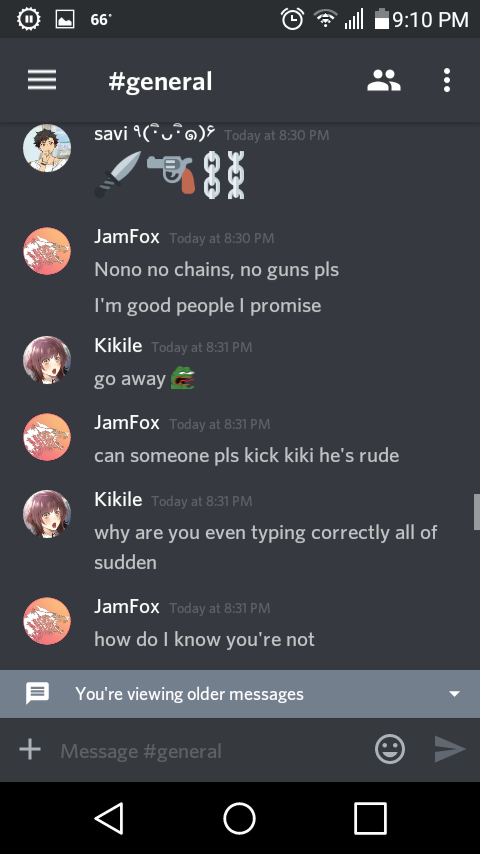 66°
9:10 PM
#general
savi ٩(･ิᴗ･ิ๑)۶ Today at 8:30 PM
JamFox Today at 8:30 PM
Nono no chains, no guns pls
I'm good people I promise
Kikile Today at 8:31 PM
go away
JamFox Today at 8:31 PM
can someone pls kick kiki he's rude
Kikile Today at 8:31 PM
why are you even typing correctly all of
sudden
JamFox Today at 8:31 PM
how do I know you're not
You're viewing older messages
Message #general